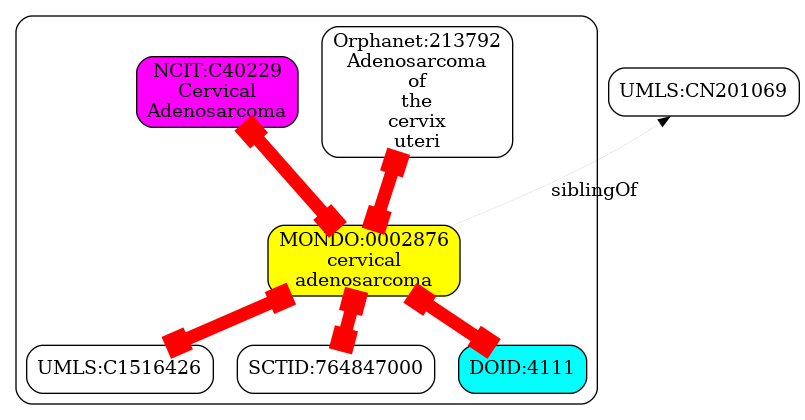 NCIT:C40229
Cervical
Adenosarcoma
Orphanet:213792
Adenosarcoma
of
the
cervix
uteri
UMLS:CN201069
siblingOf
MONDO:0002876
cervical
adenosarcoma
UMLS:C1516426
SCTID:764847000
DOID:4111